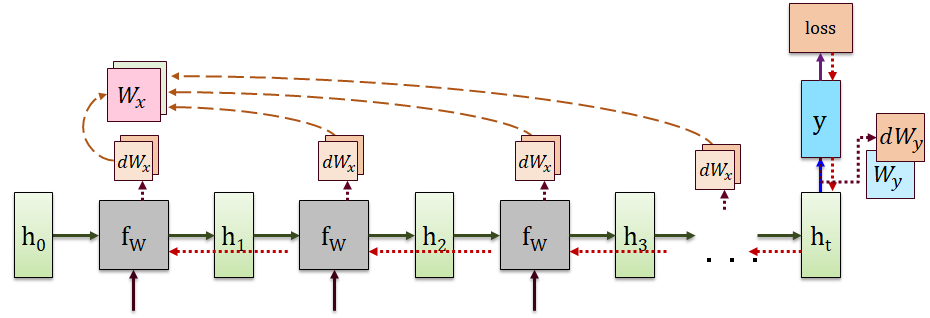 loss
W_x
y
dW_y
W_y
dW_x
dW_x
dW_x
dW_x
h_0
f_W
h_1
f_W
h_2
f_W
h_3
. . .
h_t